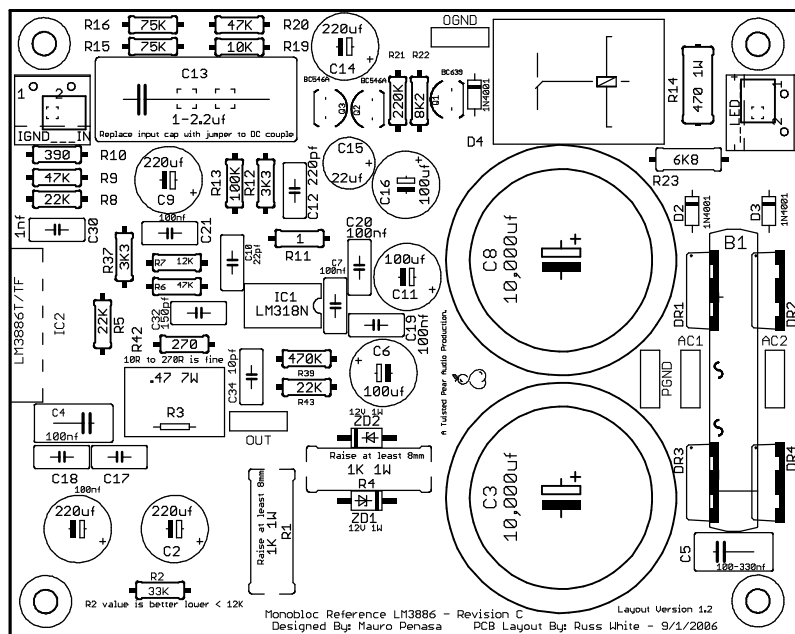 R16 75K 47K R20
R15 75K 10K R19
220uf
C14
OGND
R21 R22
BC546A BC546A BC639
Q3 Q2 220K 8K2 Q1 1N4001
D4
R14 470 1W
LED
1 2
IGND IN
C13
1-2.2uf
Replace input cap with jumper to DC couple
390 R10
47K R9
22K R8
220uf
C9
R13 100K R12 3K3
C12 220pf
C15
22uf
C16
100uf
6K8
R23
D2 1N4001
D3 1N4001
1nf C30
100nf
C21
R37 3K3
R7 12K
R6 47K
C10
22pf
1
R11
C20
100nf
C7
100nf
100uf
C11
C8
10,000uf
B1
DR1 DR2
LM3886T/TF
IC2
22K R5
C32
150pf
IC1
LM318N
C19
100nf
R42 270
10R to 270R is fine
.47 7W
R3
C34 10pf
470K
R39
22K
R43
C6
100uf
A Twisted Pear Audio Production.
PGND AC1 AC2
C4
100nf
OUT
12V 1W
ZD2
Raise at least 8mm
1K 1W
R4
ZD1
12V 1W
C18 C17
100nf
Raise at least 8mm
1K 1W
R1
C3
10,000uf
DR3 DR4
220uf 220uf
C2
C5
100-330nf
R2
33K
R2 value is better lower < 12K
Monobloc Reference LM3886 - Revision C
Layout Version 1.2
Designed By: Mauro Penasa PCB Layout By: Russ White - 9/1/2006